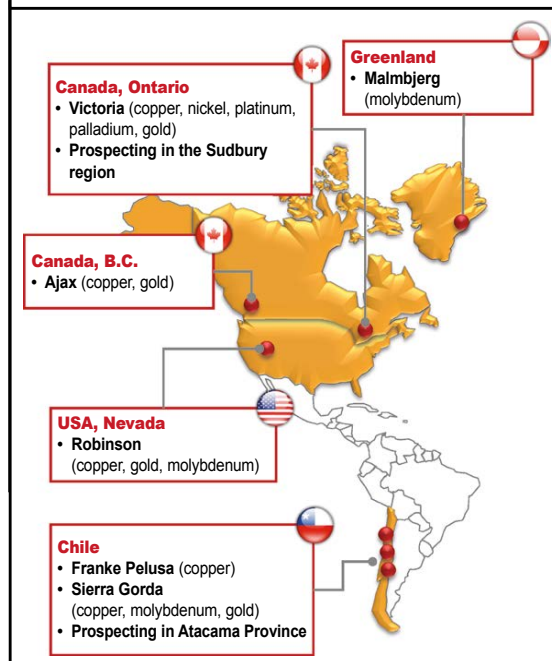 Greenland
• Malmbjerg
(molybdenum)
Canada, Ontario
• Victoria (copper, nickel, platinum,
palladium, gold)
• Prospecting in the Sudbury
region
Canada, B.C.
• Ajax (copper, gold)
USA, Nevada
• Robinson
(copper, gold, molybdenum)
Chile
• Franke Pelusa (copper)
• Sierra Gorda
(copper, molybdenum, gold)
• Prospecting in Atacama Province